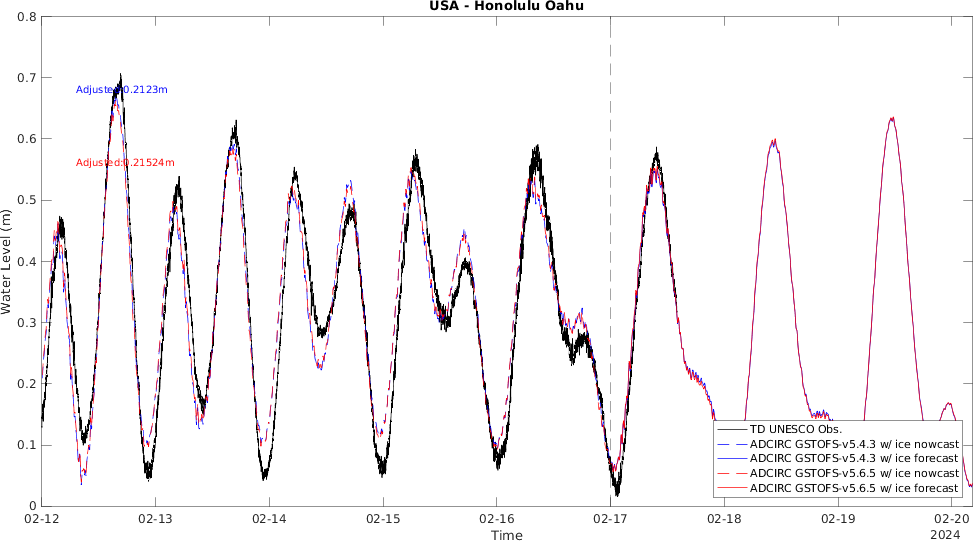 USA - Honolulu Oahu
0.8
0.7
0.6
0.5
0.4
0.3
0.2
0.1
0
Water Level (m)
Adjusted:0.2123m
Adjusted:0.21524m
TD UNESCO Obs.
ADCIRC GSTOFS-v5.4.3 w/ ice nowcast
ADCIRC GSTOFS-v5.4.3 w/ ice forecast
ADCIRC GSTOFS-v5.6.5 w/ ice nowcast
ADCIRC GSTOFS-v5.6.5 w/ ice forecast
02-12 02-13 02-14 02-15 02-16 02-17 02-18 02-19 02-20
Time
2024